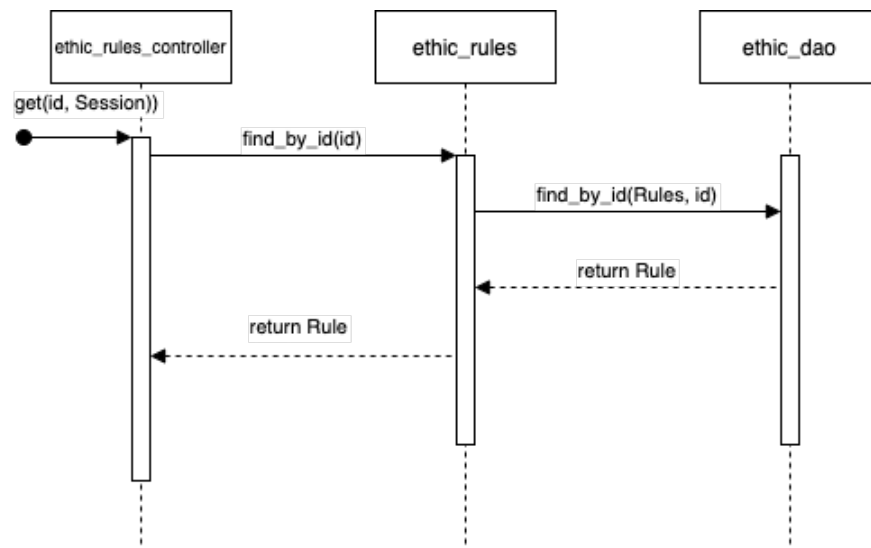 ethic_rules_controller
ethic_rules
ethic_dao
get(id, Session))
find_by_id(id)
find_by_id(Rules, id)
return Rule
return Rule